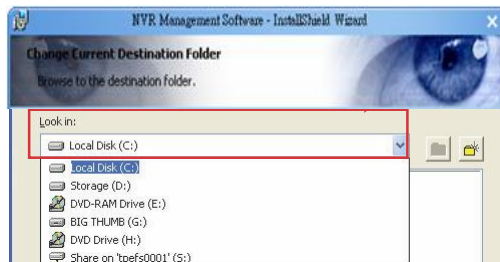 NVR Management Software - InstallShield Wizard
Change Current Destination Folder
Browse to the destination folder.
Look in:
Local Disk (C:)
Local Disk (C:)
Storage (D:)
DVD-RAM Drive (E:)
BIG THUMB (G:)
DVD Drive (H:)
Share on 'tpefs0001' (S:)